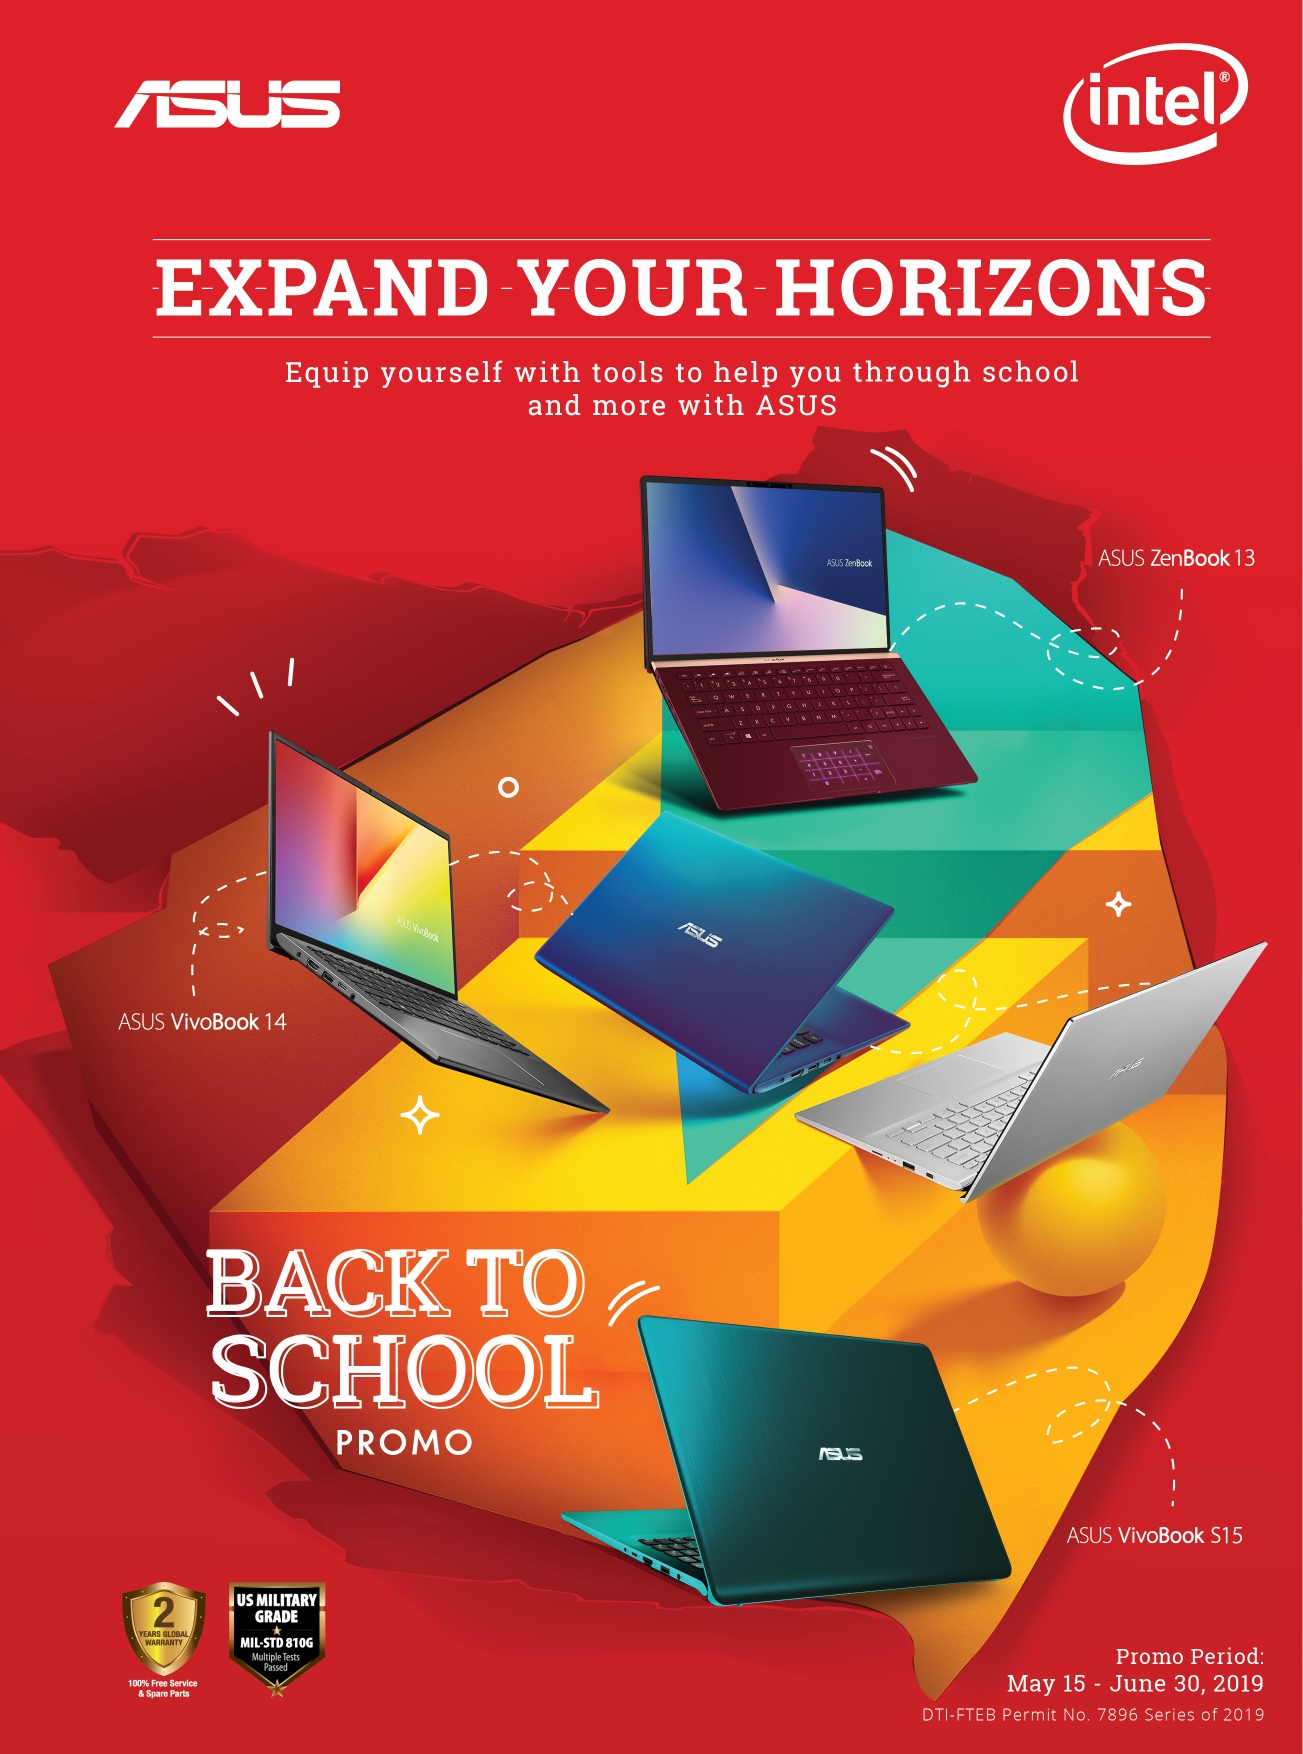 ASUS
intel®
EXPAND YOUR HORIZONS
Equip yourself with tools to help you through school
and more with ASUS
ASUS ZenBook
ASUS ZenBook 13
ASUS VivoBook
ASUS
ASUS VivoBook 14
ASUS
BACK TO
SCHOOL
PROMO
ASUS
ASUS VivoBook S15
2
YEARS GLOBAL
WARRANTY
100% Free Service
& Spare Parts
US MILITARY
GRADE
MIL-STD 810G
Multiple Tests
Passed
Promo Period:
May 15 - June 30, 2019
DTI-FTEB Permit No. 7896 Series of 2019